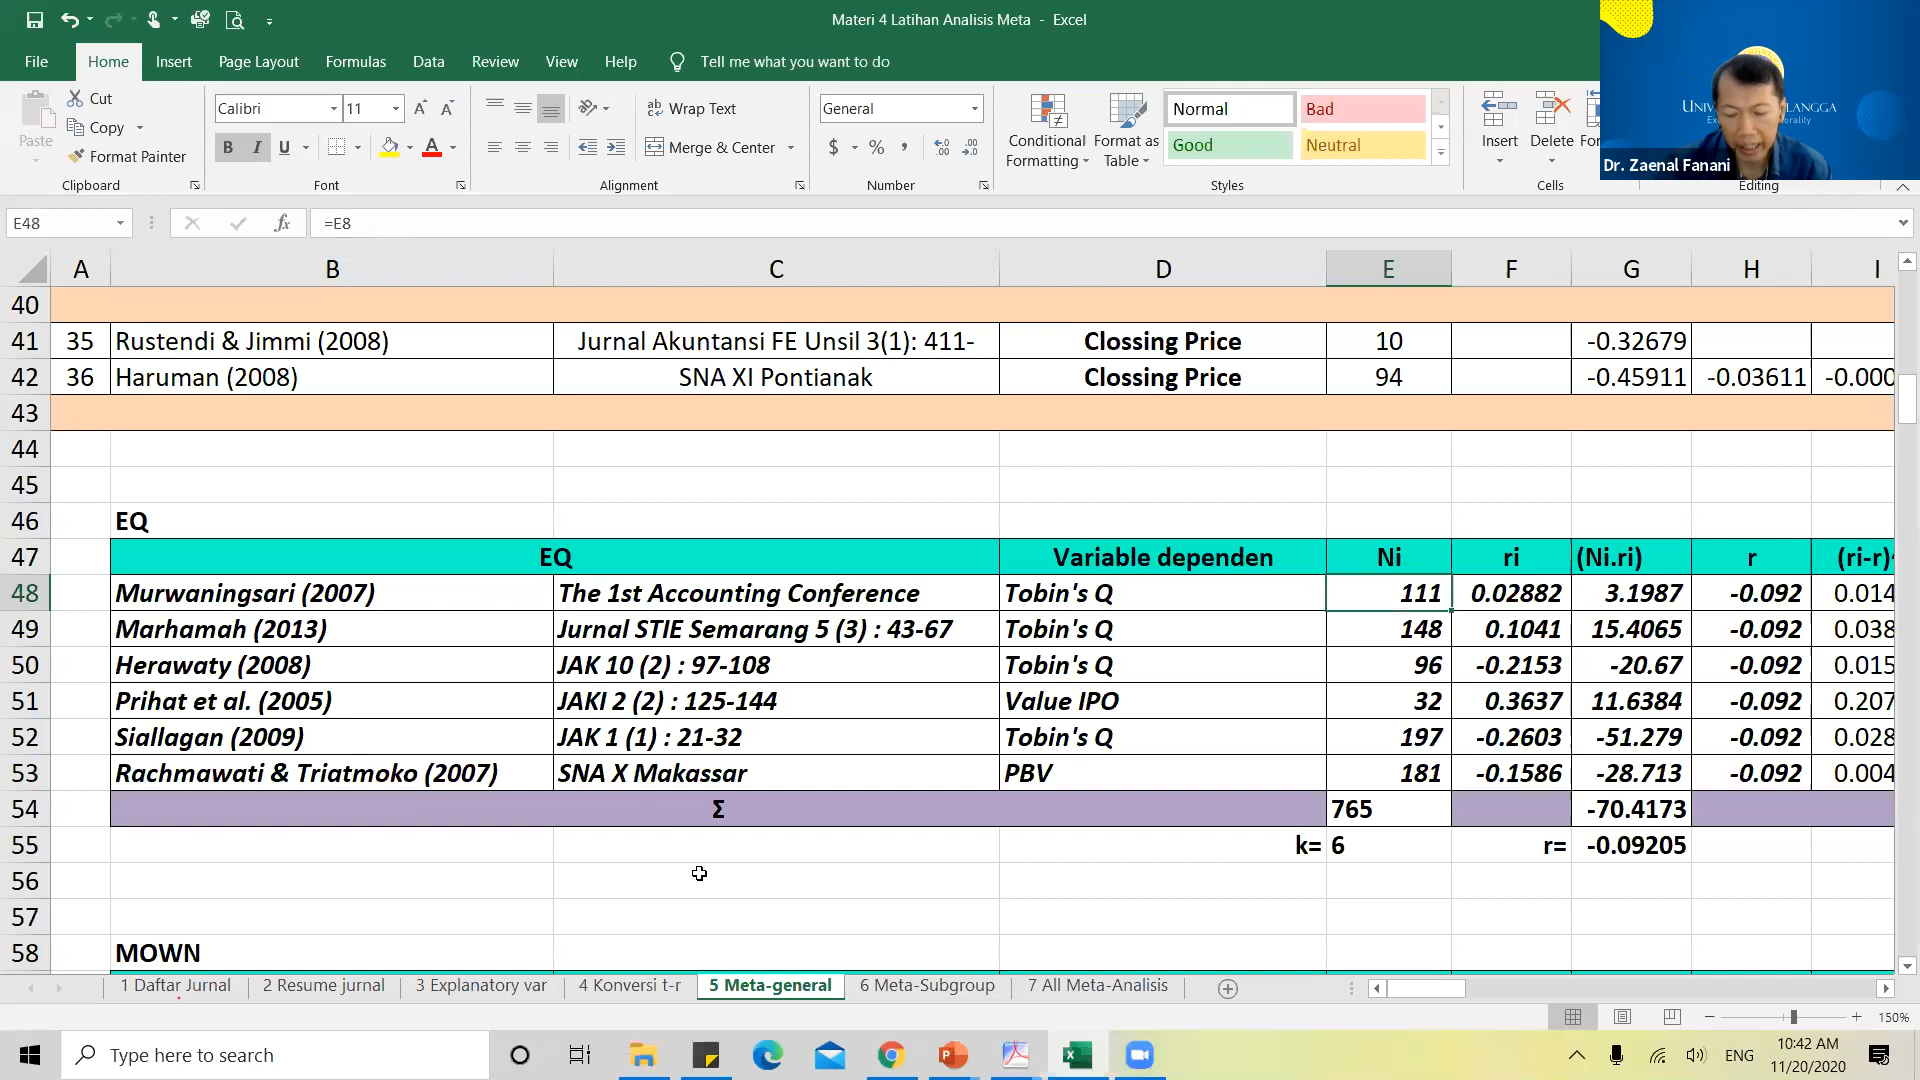 Materi 4 Latihan Analisis Meta - Excel
File Home Insert Page Layout Formulas Data Review View Help Tell me what you want to do
Paste Cut Copy Format Painter Clipboard
Calibri 11 B I U A Font
Wrap Text Merge & Center Alignment
General $ % Number
Conditional Formatting Format as Table
Normal Bad Good Neutral Styles
Insert Delete Cells Editing
Dr. Zaenal Fanani
E48 =E8
A B C D E F G H I
40
41 35 Rustendi & Jimmi (2008) Jurnal Akuntansi FE Unsil 3(1): 411- Clossing Price 10 -0.32679
42 36 Haruman (2008) SNA XI Pontianak Clossing Price 94 -0.45911 -0.03611 -0.000
43
44
45
46 EQ
47 EQ Variable dependen Ni ri (Ni.ri) r (ri-r)
48 Murwaningsari (2007) The 1st Accounting Conference Tobin's Q 111 0.02882 3.1987 -0.092 0.014
49 Marhamah (2013) Jurnal STIE Semarang 5 (3) : 43-67 Tobin's Q 148 0.1041 15.4065 -0.092 0.038
50 Herawaty (2008) JAK 10 (2) : 97-108 Tobin's Q 96 -0.2153 -20.67 -0.092 0.015
51 Prihat et al. (2005) JAKI 2 (2) : 125-144 Value IPO 32 0.3637 11.6384 -0.092 0.207
52 Siallagan (2009) JAK 1 (1) : 21-32 Tobin's Q 197 -0.2603 -51.279 -0.092 0.028
53 Rachmawati & Triatmoko (2007) SNA X Makassar PBV 181 -0.1586 -28.713 -0.092 0.004
54 Σ 765 -70.4173
55 k= 6 r= -0.09205
56
57
58 MOWN
1 Daftar Jurnal 2 Resume jurnal 3 Explanatory var 4 Konversi t-r 5 Meta-general 6 Meta-Subgroup 7 All Meta-Analisis
150%
Type here to search
ENG 10:42 AM
11/20/2020